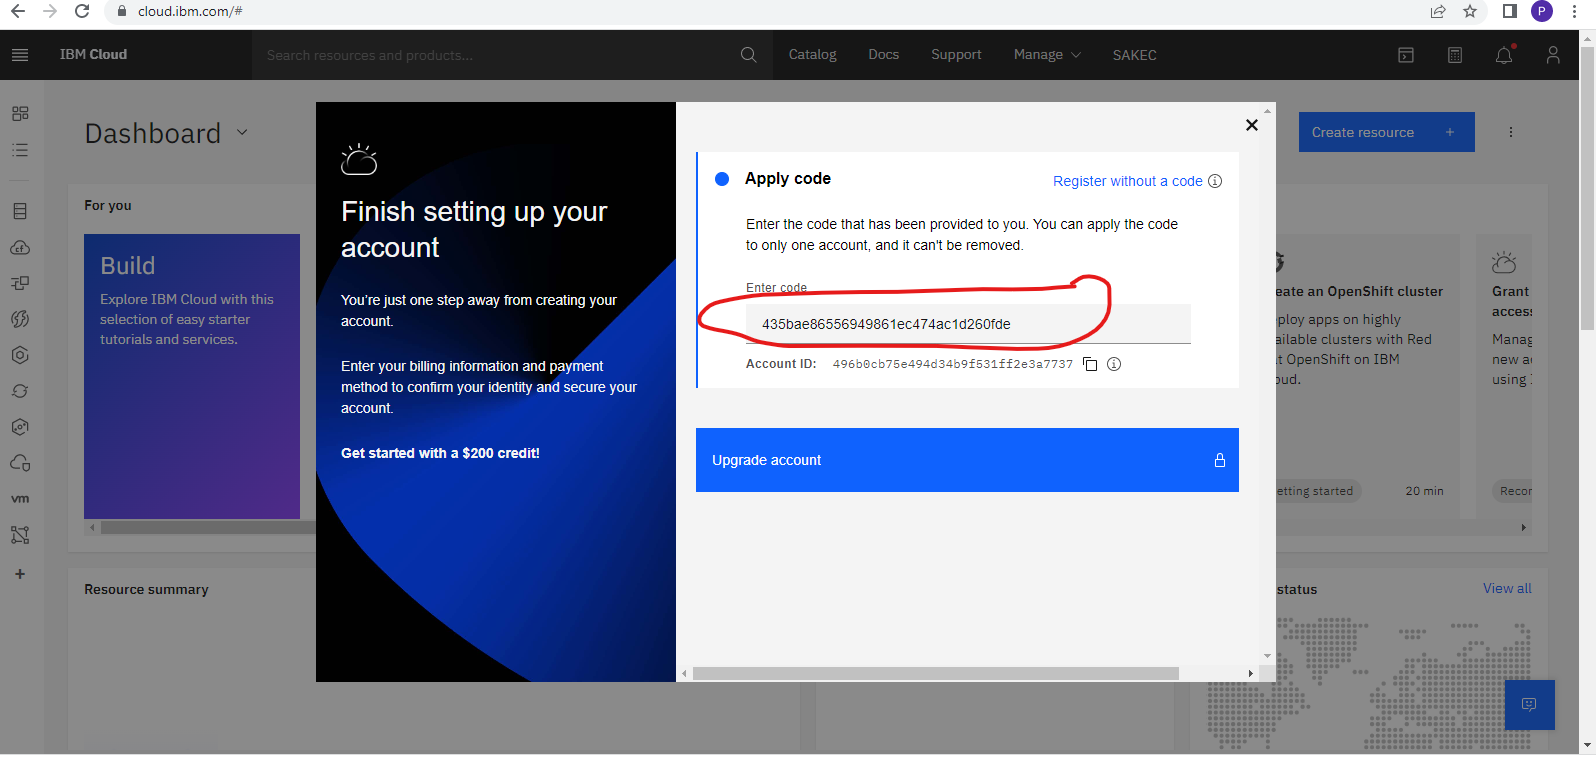 cloud.ibm.com/#
P
IBM Cloud
Search resources and products...
Catalog
Docs
Support
Manage
SAKEC
Dashboard
Create resource +
For you
Build
Explore IBM Cloud with this
selection of easy starter
tutorials and services.
vm
Resource summary
Finish setting up your
account
You're just one step away from creating your
account.
Enter your billing information and payment
method to confirm your identity and secure your
account.
Get started with a $200 credit!
Apply code
Register without a code
Enter the code that has been provided to you. You can apply the code
to only one account, and it can't be removed.
Enter code
435bae86556949861ec474ac1d260fde
Account ID: 496b0cb75e494d34b9f531ff2e3a7737
Upgrade account
eate an OpenShift cluster
ploy apps on highly
ailable clusters with Red
t OpenShift on IBM
oud.
etting started
20 min
Grant
access
Manag
new ac
using
Recor
status
View all